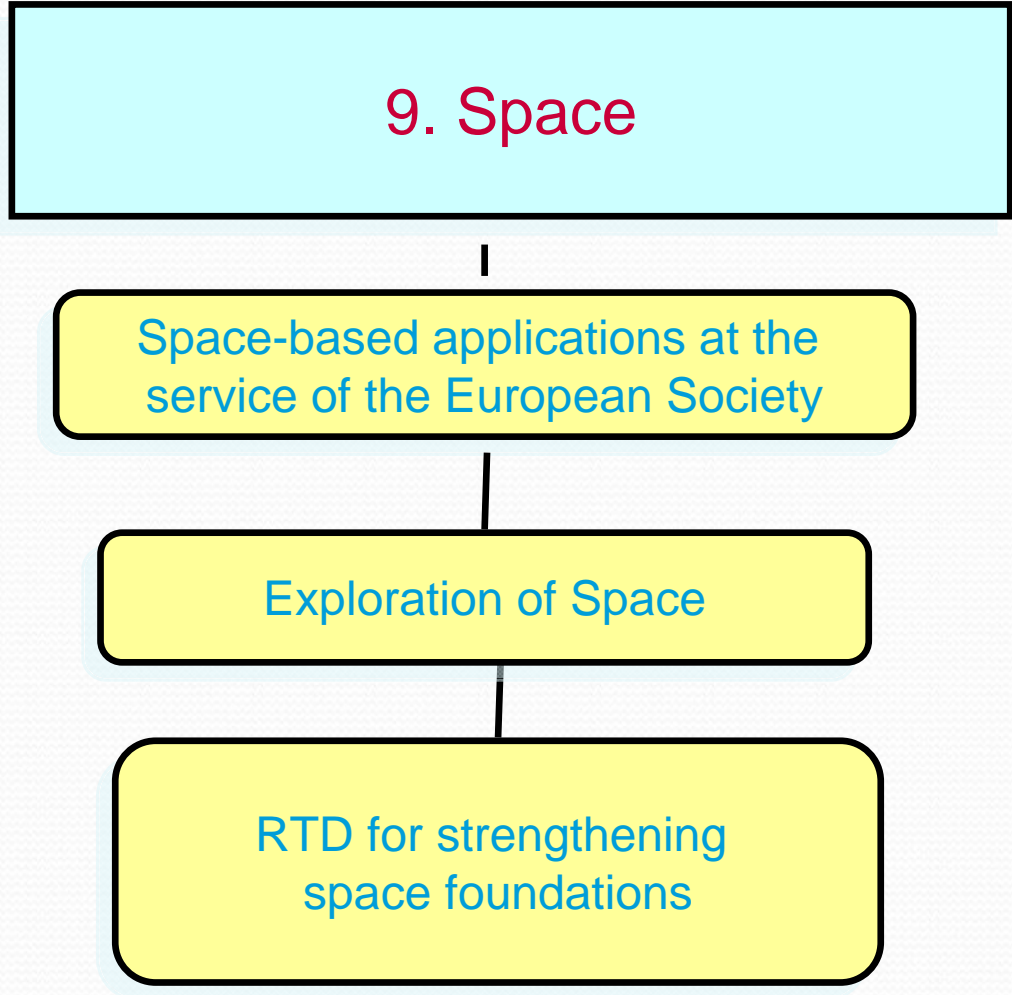 9. Space
Space-based applications at the
service of the European Society
Exploration of Space
RTD for strengthening
space foundations